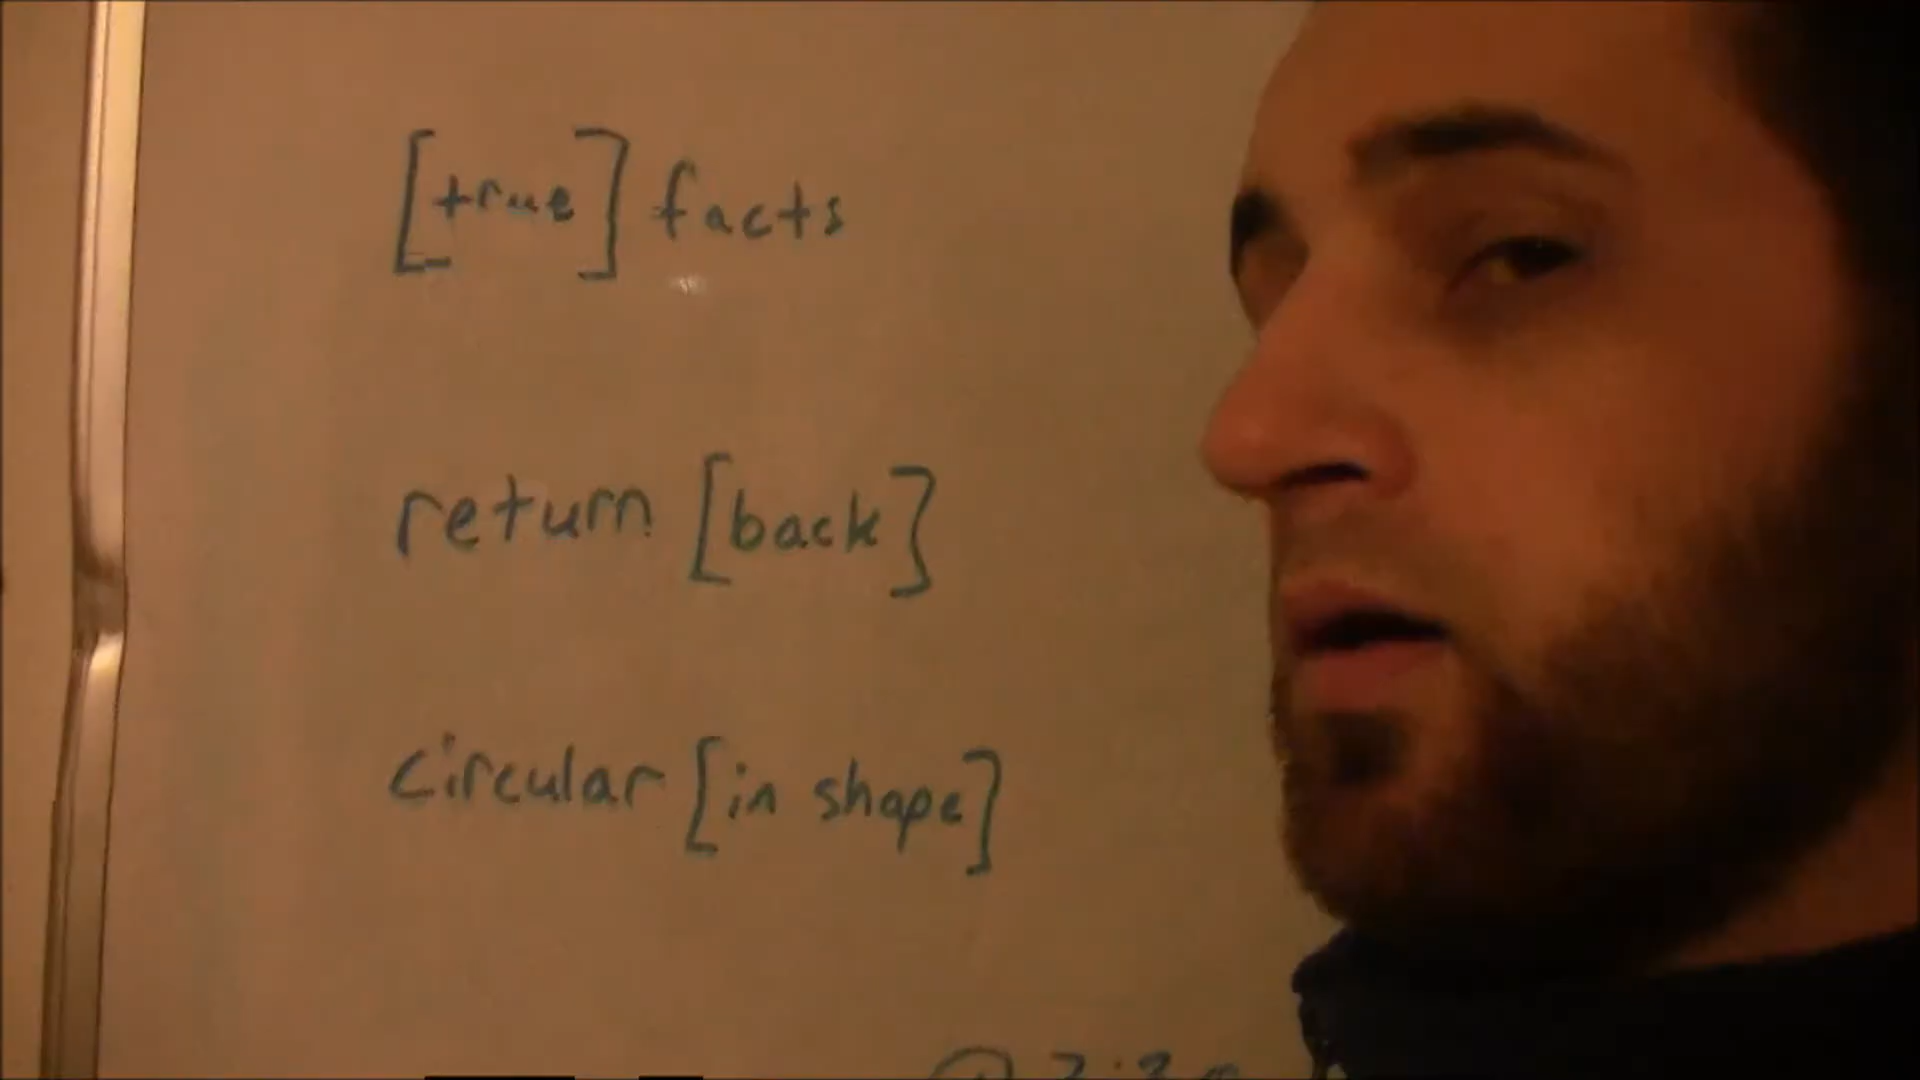 [true] facts
return [back]
circular [in shape]